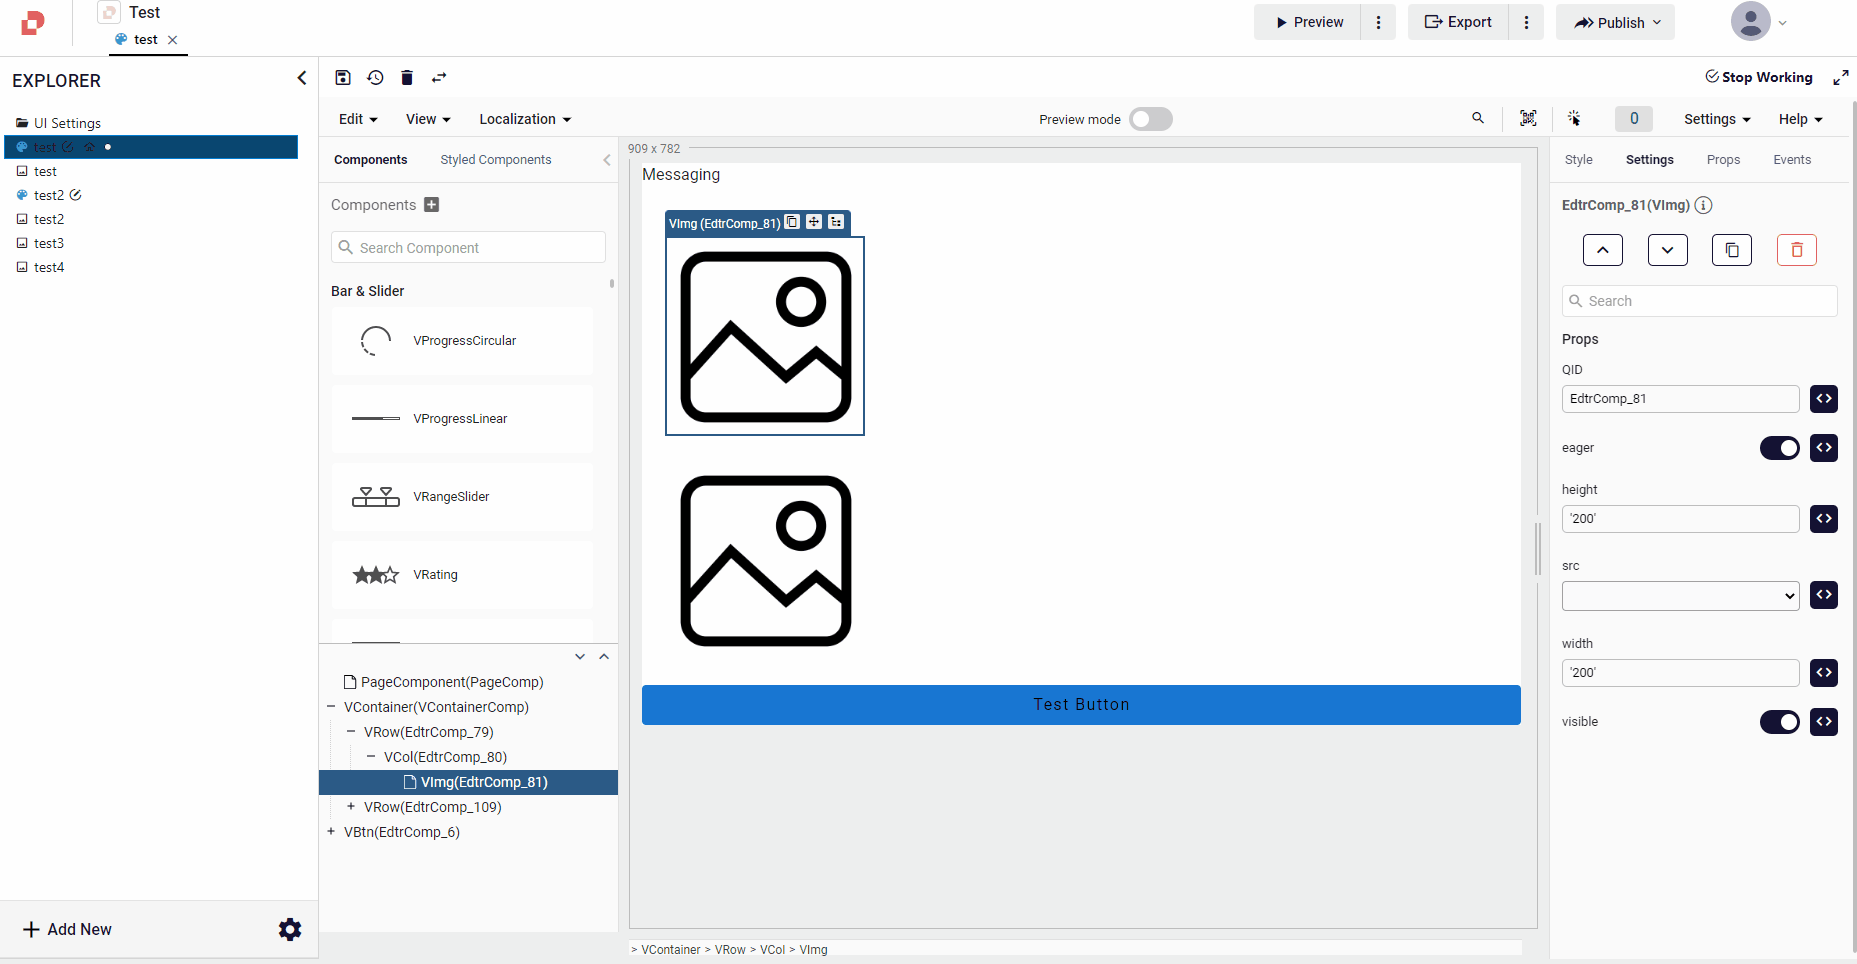 Test
test
Preview
Export
Publish
EXPLORER
Stop Working
UI Settings
test
test
test2
test2
test3
test4
Add New
Edit
View
Localization
Preview mode
0
Settings
Help
Components
Styled Components
Components
Search Component
Bar & Slider
VProgressCircular
VProgressLinear
VRangeSlider
VRating
PageComponent(PageComp)
VContainer(VContainerComp)
VRow(EdtrComp_79)
VCol(EdtrComp_80)
VImg(EdtrComp_81)
VRow(EdtrComp_109)
VBtn(EdtrComp_6)
909 x 782
Messaging
VImg (EdtrComp_81)
Test Button
> VContainer > VRow > VCol > VImg
Style
Settings
Props
Events
EdtrComp_81(VImg)
Search
Props
QID
EdtrComp_81
eager
height
'200'
src
width
'200'
visible